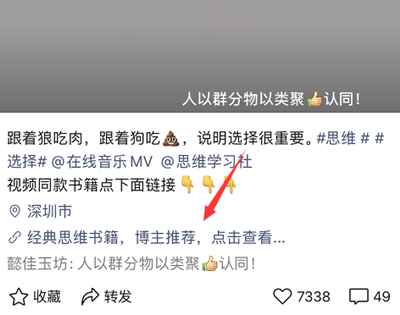 人以群分物以类聚👍认同！
跟着狼吃肉，跟着狗吃💩，说明选择很重要。#思维 # #
选择# @在线音乐MV @思维学习社
视频同款书籍点下面链接👇👇👇
深圳市
经典思维书籍，博主推荐，点击查看...
懿佳玉坊: 人以群分物以类聚👍认同！
收藏 转发 7338 49